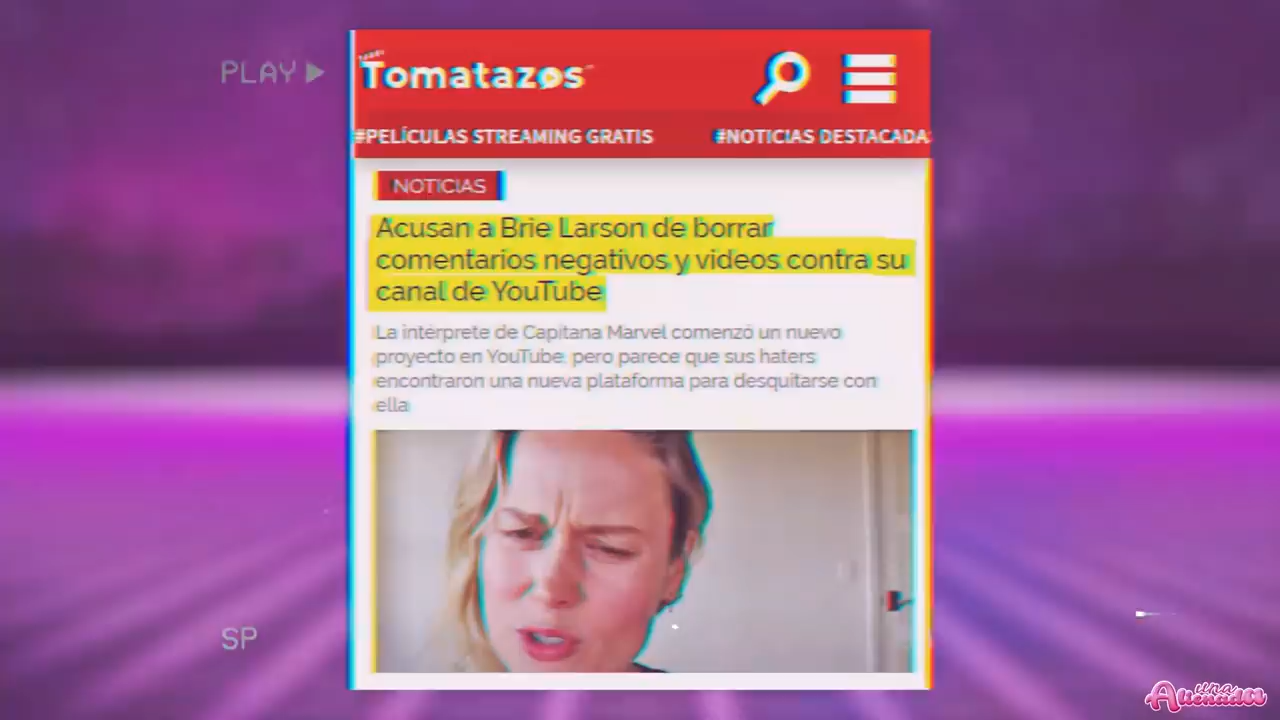 PLAY
Tomatazos
#PELÍCULAS STREAMING GRATIS
#NOTICIAS DESTACADAS
NOTICIAS
Acusan a Brie Larson de borrar
comentarios negativos y videos contra su
canal de YouTube
La intérprete de Capitana Marvel comenzó un nuevo
proyecto en YouTube, pero parece que sus haters
encontraron una nueva plataforma para desquitarse con
ella
SP